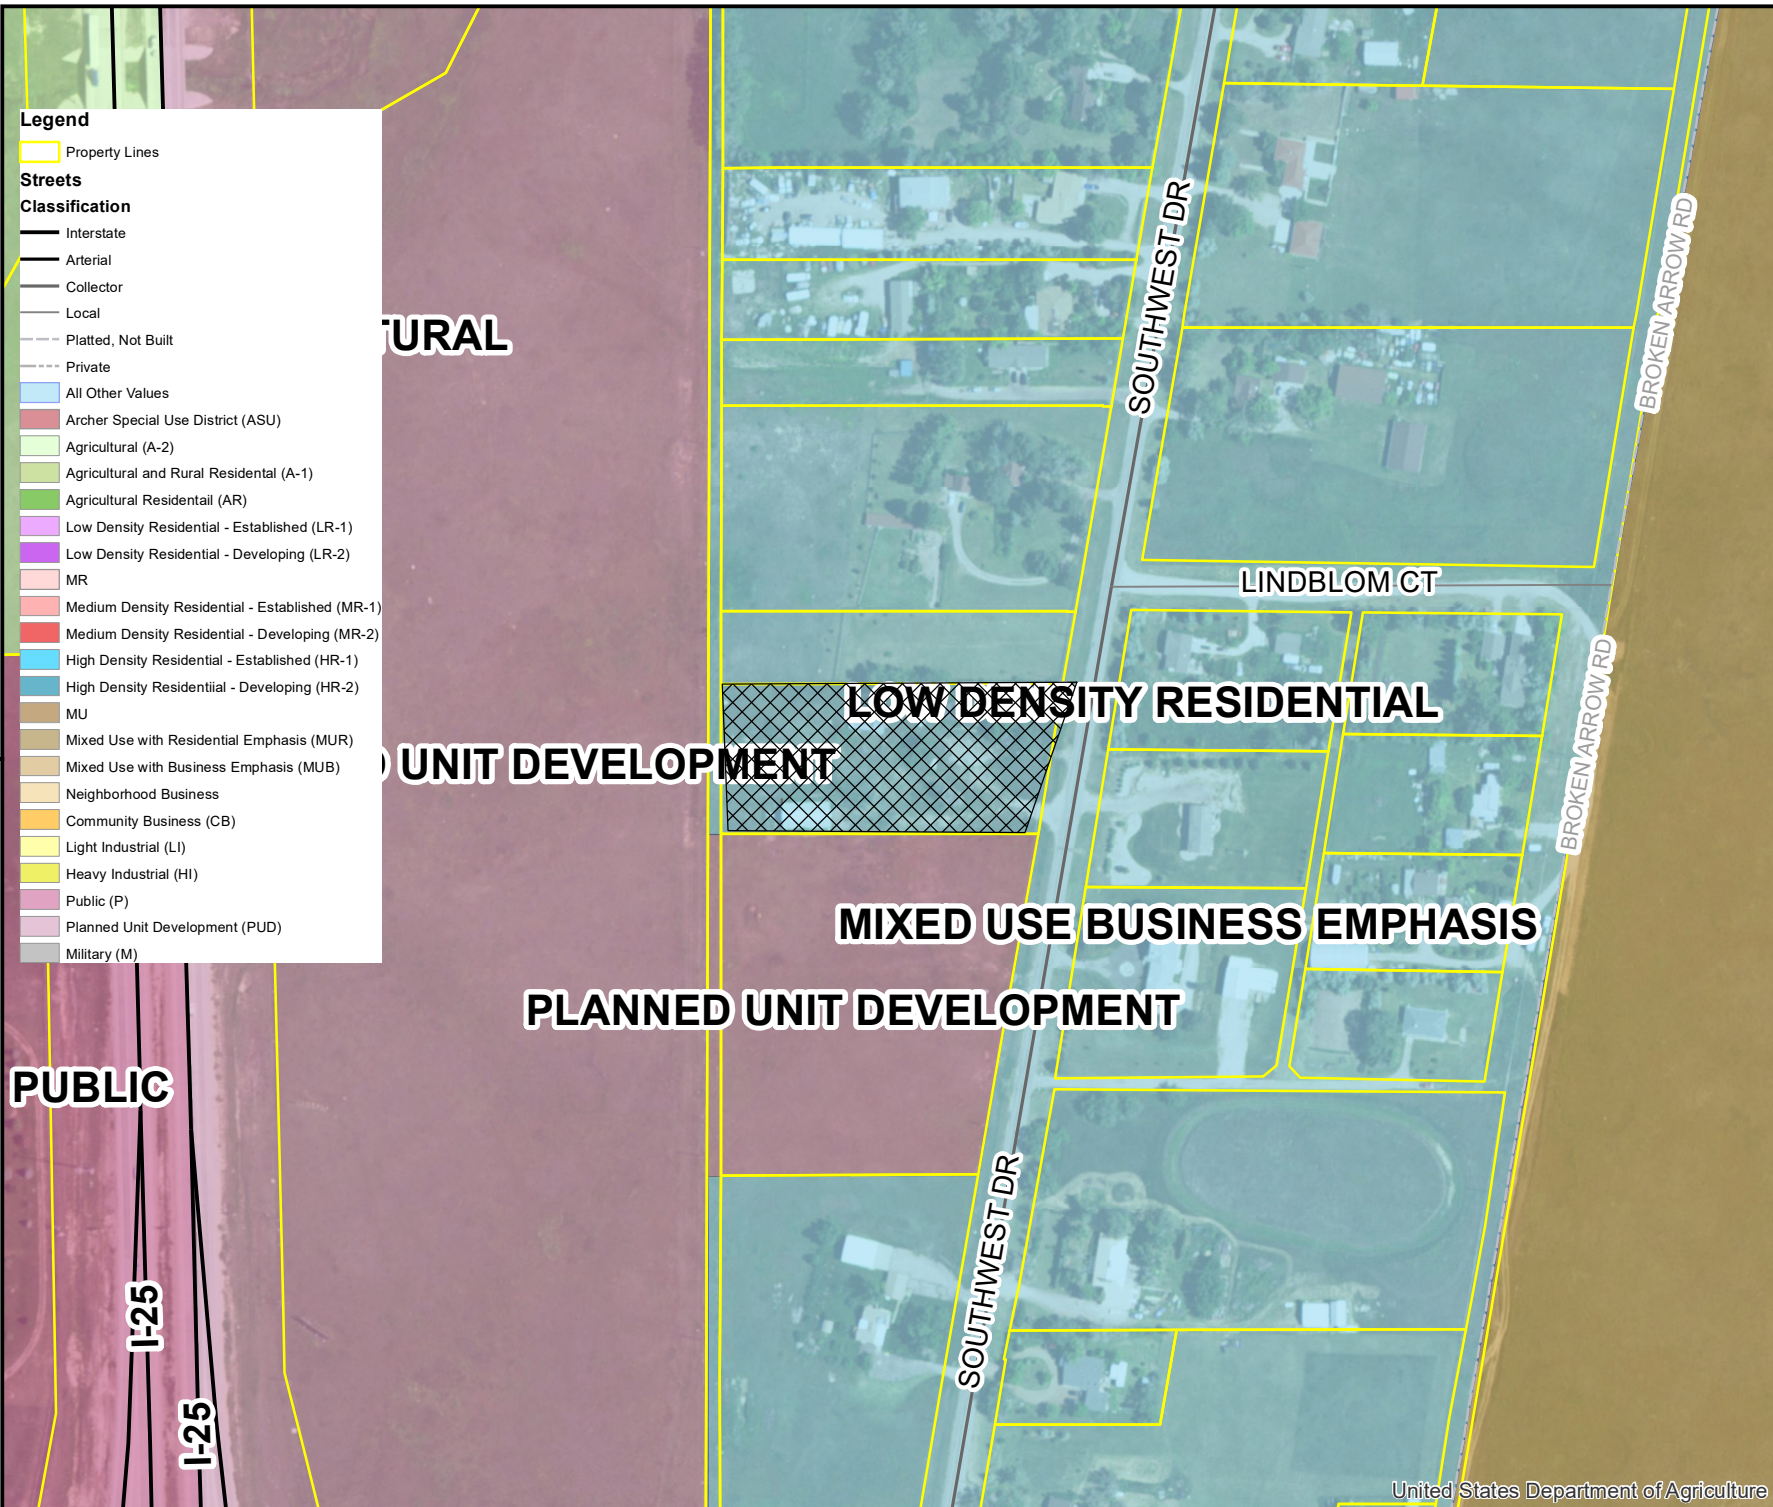 Legend
Property Lines
Streets
Classification
Interstate
Arterial
Collector
Local
Platted, Not Built
Private
All Other Values
Archer Special Use District (ASU)
Agricultural (A-2)
Agricultural and Rural Residental (A-1)
Agricultural Residentail (AR)
Low Density Residential - Established (LR-1)
Low Density Residential - Developing (LR-2)
MR
Medium Density Residential - Established (MR-1)
Medium Density Residential - Developing (MR-2)
High Density Residential - Established (HR-1)
High Density Residentiial - Developing (HR-2)
MU
Mixed Use with Residential Emphasis (MUR)
Mixed Use with Business Emphasis (MUB)
Neighborhood Business
Community Business (CB)
Light Industrial (LI)
Heavy Industrial (HI)
Public (P)
Planned Unit Development (PUD)
Military (M)
TURAL
SOUTHWEST DR
BROKEN ARROW RD
LINDBLOM CT
LOW DENSITY RESIDENTIAL
UNIT DEVELOPMENT
BROKEN ARROW RD
MIXED USE BUSINESS EMPHASIS
PLANNED UNIT DEVELOPMENT
PUBLIC
SOUTHWEST DR
I-25
I-25
United States Department of Agriculture